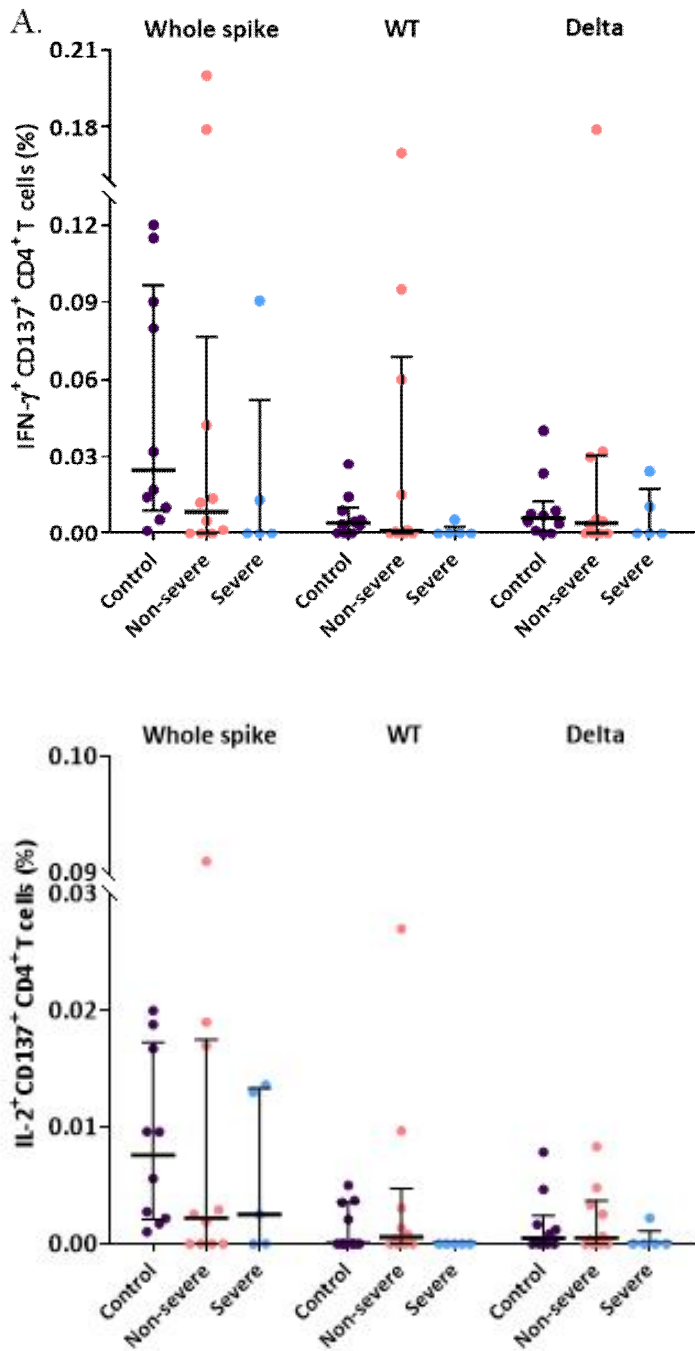 A.
Whole spike WT Delta
IFN-γ⁺ CD137⁺ CD4⁺ T cells (%)
0.21
0.18
0.12
0.09
0.06
0.03
0.00
Control Non-severe Severe Control Non-severe Severe Control Non-severe Severe
Whole spike WT Delta
IL-2⁺ CD137⁺ CD4⁺ T cells (%)
0.10
0.09
0.03
0.02
0.01
0.00
Control Non-severe Severe Control Non-severe Severe Control Non-severe Severe